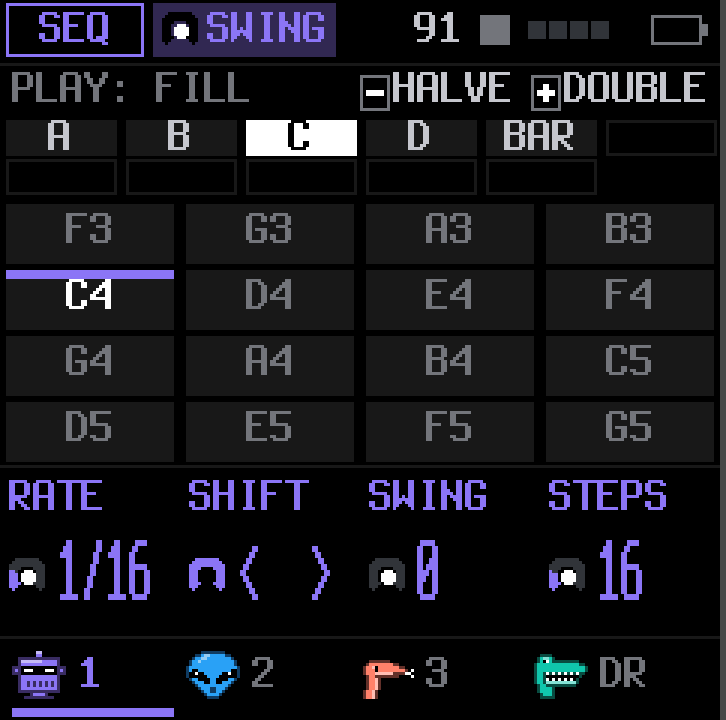 SEQ SWING 91
PLAY: FILL -HALVE +DOUBLE
A B C D BAR
F3 G3 A3 B3
C4 D4 E4 F4
G4 A4 B4 C5
D5 E5 F5 G5
RATE SHIFT SWING STEPS
1/16 〈 〉 0 16
1 2 3 DR